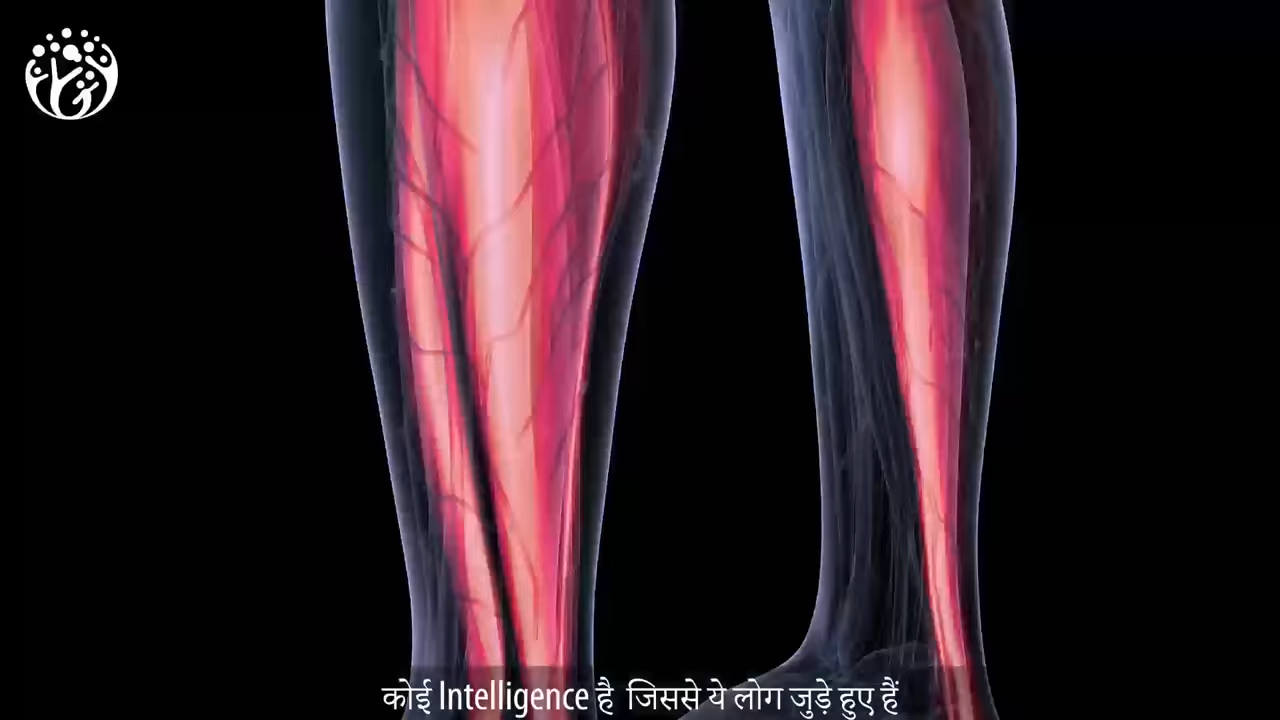 कोई Intelligence है जिससे ये लोग जुड़े हुए हैं